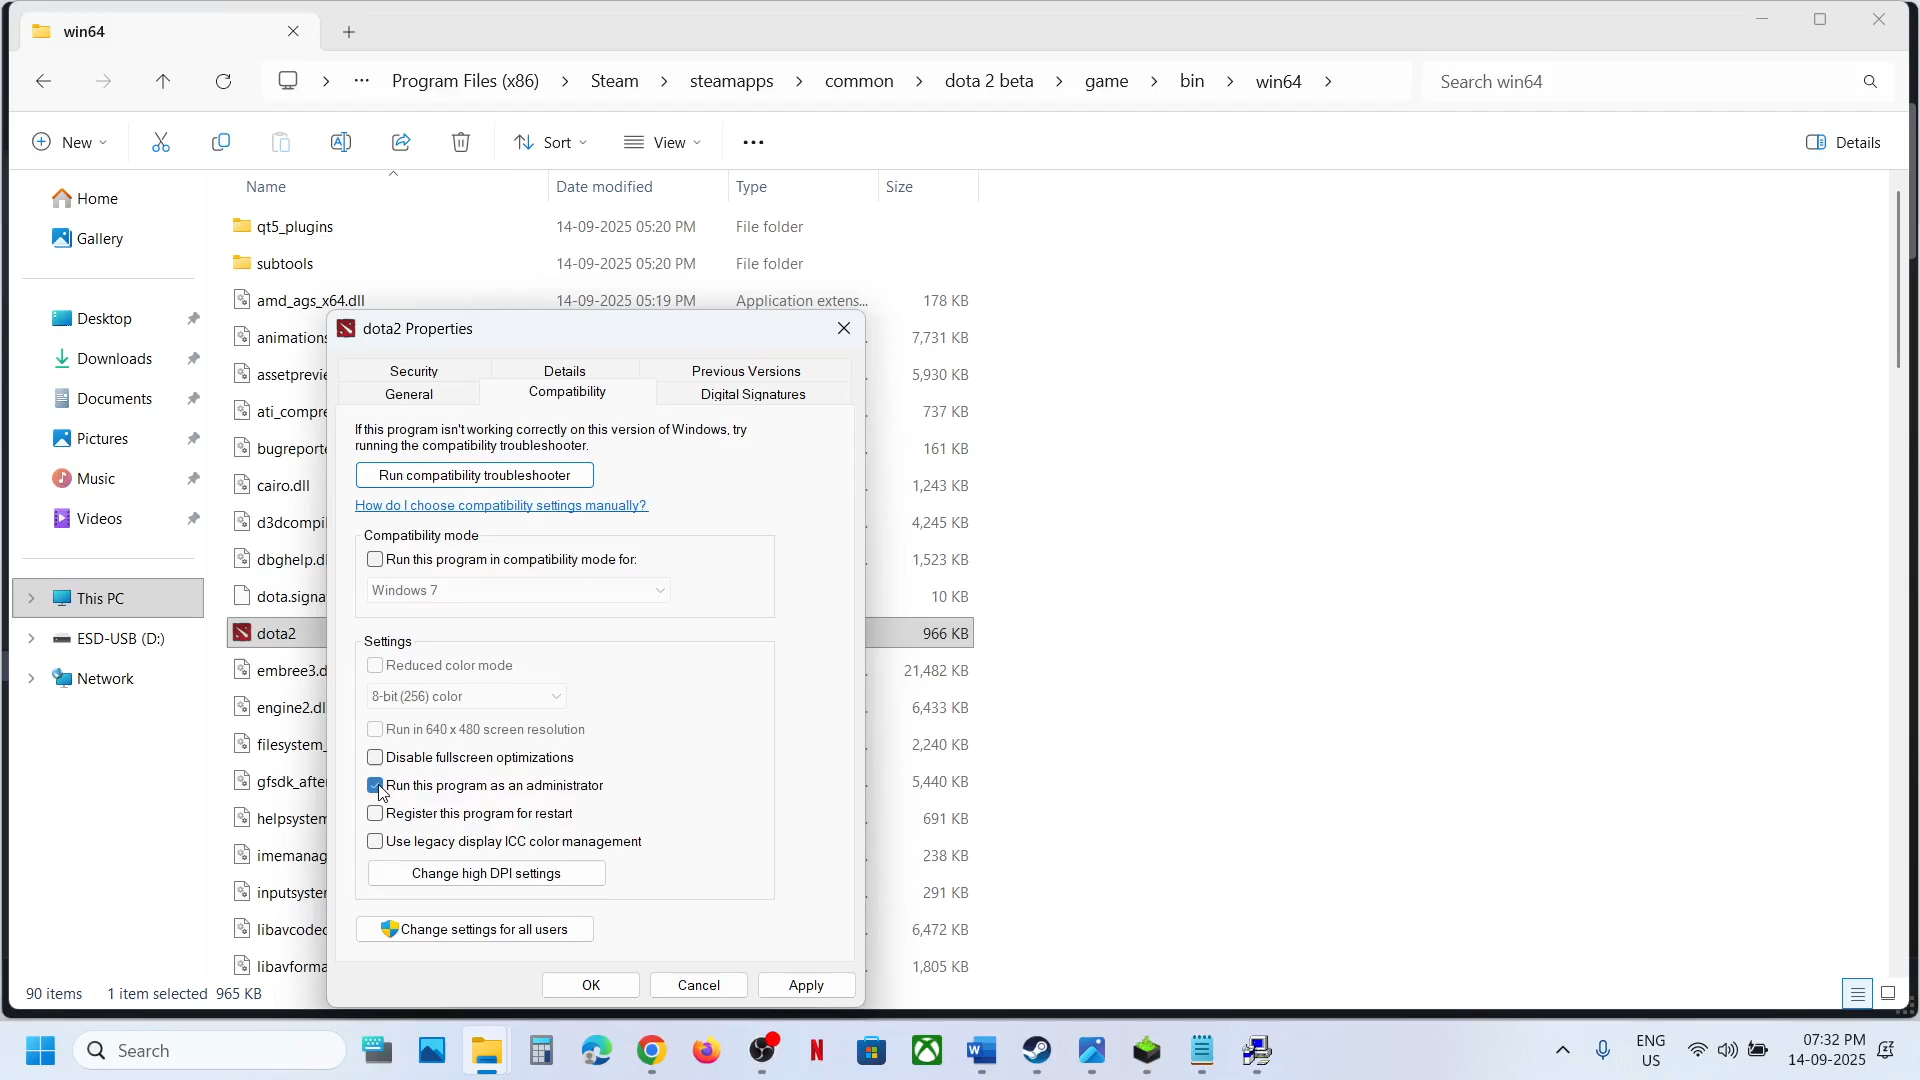 win64
… Program Files (x86) > Steam > steamapps > common > dota 2 beta > game > bin > win64 >
Search win64
New
Sort
View
Details
Name
Date modified
Type
Size
Home
Gallery
Desktop
Downloads
Documents
Pictures
Music
Videos
This PC
ESD-USB (D:)
Network
qt5_plugins 14-09-2025 05:20 PM File folder
subtools 14-09-2025 05:20 PM File folder
amd_ags_x64.dll 14-09-2025 05:19 PM Application extens... 178 KB
animations 7,731 KB
assetprevie 5,930 KB
ati_compre 737 KB
bugreporte 161 KB
cairo.dll 1,243 KB
d3dcompil 4,245 KB
dbghelp.d 1,523 KB
dota.signa 10 KB
dota2 966 KB
embree3.d 21,482 KB
engine2.dl 6,433 KB
filesystem_ 2,240 KB
gfsdk_afte 5,440 KB
helpsystem 691 KB
imemanag 238 KB
inputsyster 291 KB
libavcodec 6,472 KB
libavforma 1,805 KB
dota2 Properties
Security
Details
Previous Versions
General
Compatibility
Digital Signatures
If this program isn't working correctly on this version of Windows, try
running the compatibility troubleshooter.
Run compatibility troubleshooter
How do I choose compatibility settings manually?
Compatibility mode
Run this program in compatibility mode for:
Windows 7
Settings
Reduced color mode
8-bit (256) color
Run in 640 x 480 screen resolution
Disable fullscreen optimizations
Run this program as an administrator
Register this program for restart
Use legacy display ICC color management
Change high DPI settings
Change settings for all users
OK
Cancel
Apply
90 items
1 item selected 965 KB
Search
ENG
US
07:32 PM
14-09-2025